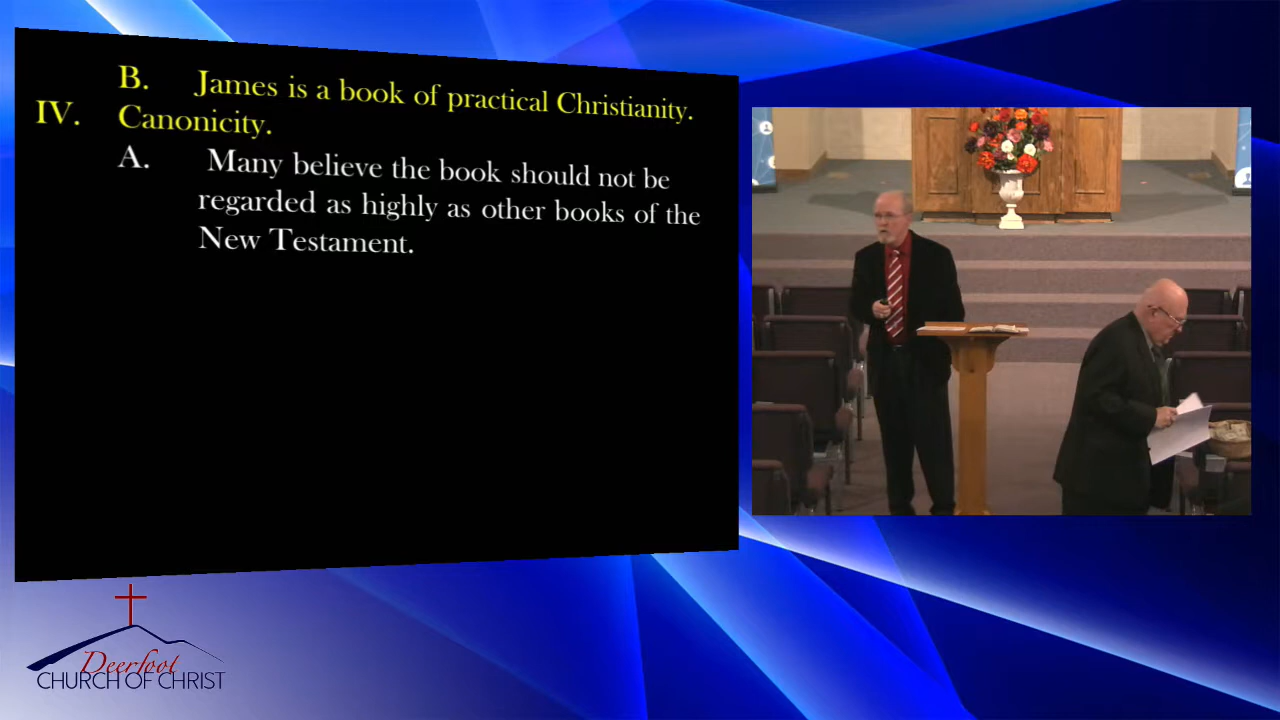 B. James is a book of practical Christianity.
IV. Canonicity.
A. Many believe the book should not be
regarded as highly as other books of the
New Testament.
Deerfoot
CHURCH OF CHRIST